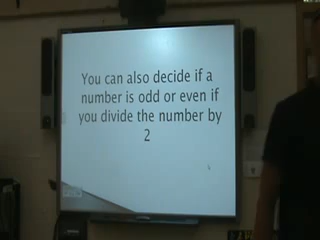 You can also decide if a
number is odd or even if
you divide the number by
2